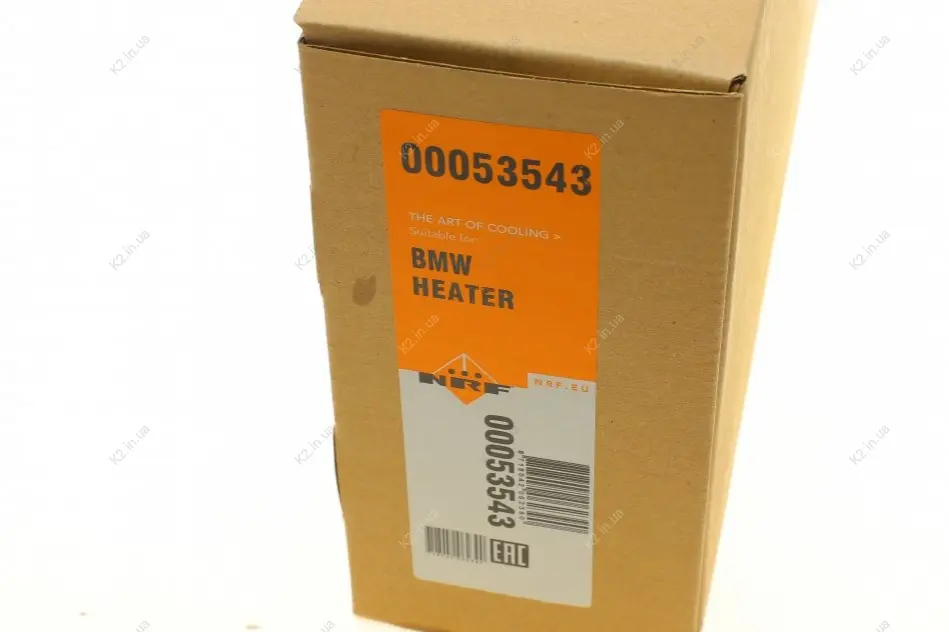 00053543
THE ART OF COOLING >
Suitable for:
BMW
HEATER
NRF
NRF.EU
00053543
EAC
K2.in.ua